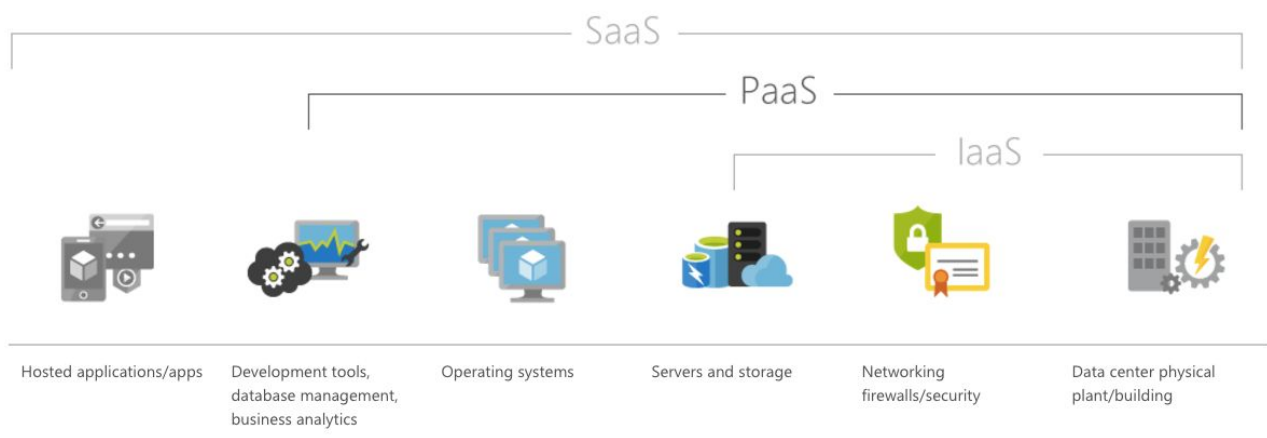 SaaS
PaaS
IaaS
Hosted applications/apps
Development tools,
database management,
business analytics
Operating systems
Servers and storage
Networking
firewalls/security
Data center physical
plant/building